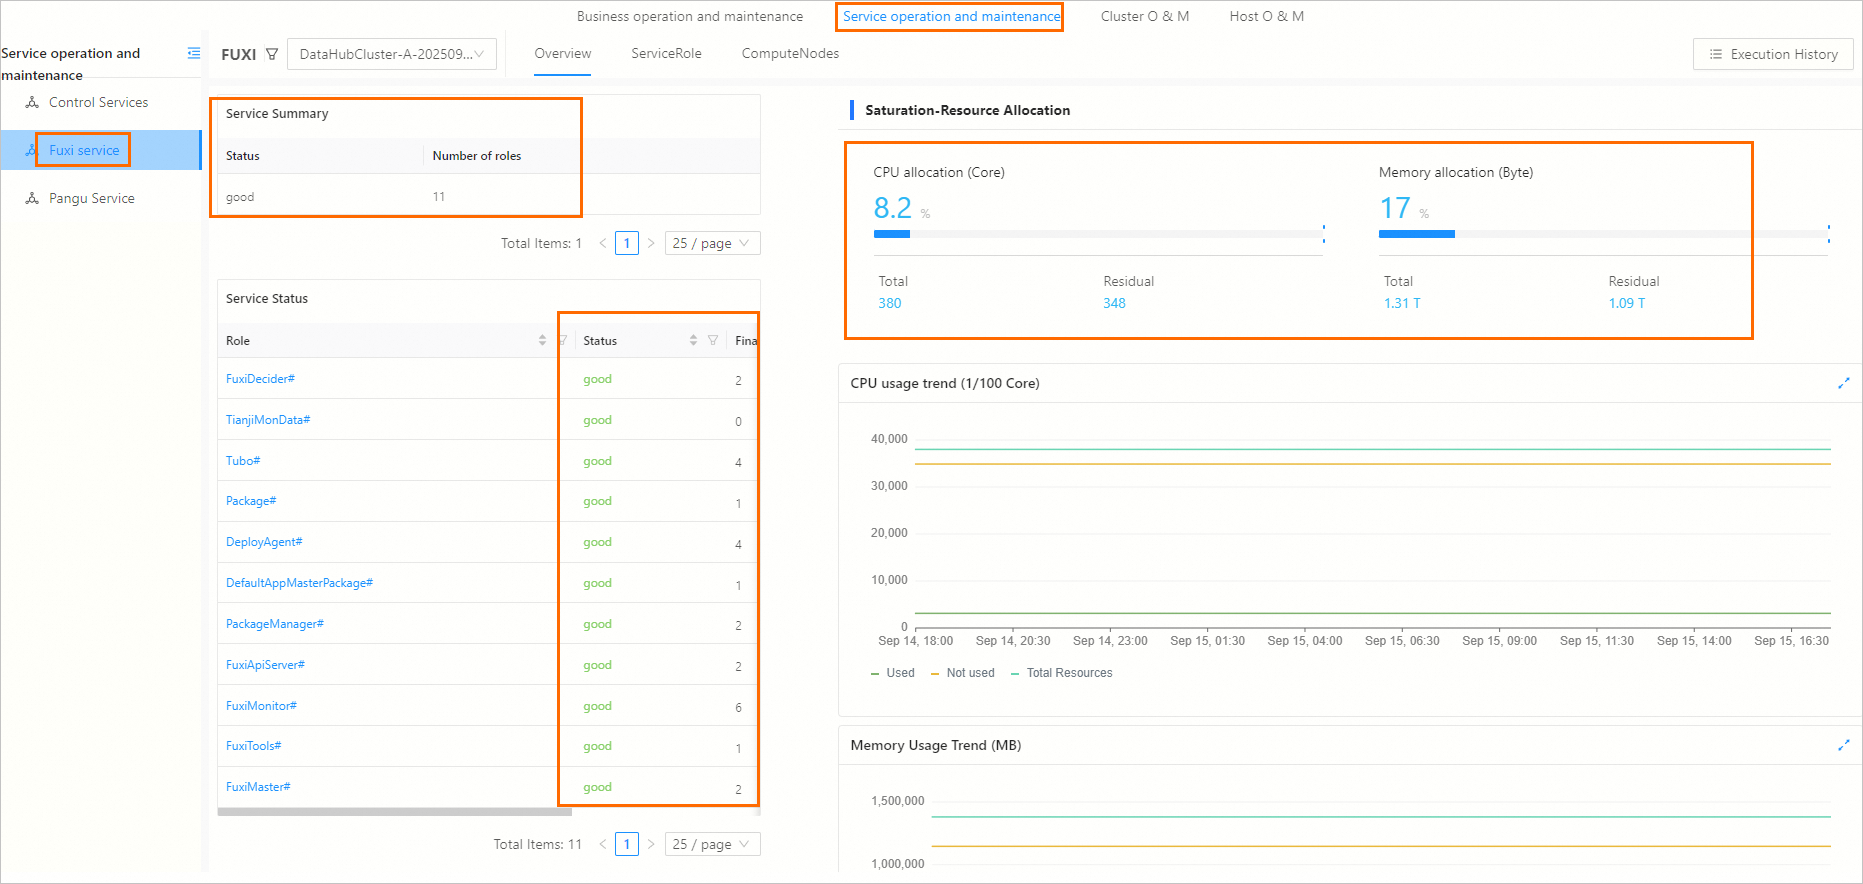 Business operation and maintenance
Service operation and maintenance
Cluster O & M
Host O & M
Service operation and
maintenance
Control Services
Fuxi service
Pangu Service
FUXI
DataHubCluster-A-202509...
Overview
ServiceRole
ComputeNodes
Execution History
Service Summary
Status Number of roles
good 11
Total Items: 1 < 1 > 25 / page
Service Status
Role Status Fina
FuxiDecider# good 2
TianjiMonData# good 0
Tubo# good 4
Package# good 1
DeployAgent# good 4
DefaultAppMasterPackage# good 1
PackageManager# good 2
FuxiApiServer# good 2
FuxiMonitor# good 6
FuxiTools# good 1
FuxiMaster# good 2
Total Items: 11 < 1 > 25 / page
Saturation-Resource Allocation
CPU allocation (Core)
8.2 %
Total Residual
380 348
Memory allocation (Byte)
17 %
Total Residual
1.31 T 1.09 T
CPU usage trend (1/100 Core)
40,000
30,000
20,000
10,000
0
Sep 14, 18:00 Sep 14, 20:30 Sep 14, 23:00 Sep 15, 01:30 Sep 15, 04:00 Sep 15, 06:30 Sep 15, 09:00 Sep 15, 11:30 Sep 15, 14:00 Sep 15, 16:30
Used Not used Total Resources
Memory Usage Trend (MB)
1,500,000
1,000,000